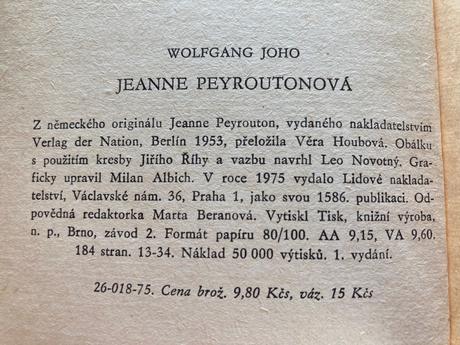 WOLFGANG JOHO
JEANNE PEYROUTONOVÁ
Z německého originálu Jeanne Peyrouton, vydaného nakladatelstvím
Verlag der Nation, Berlin 1953, přeložila Věra Houbová. Obálku
s použitím kresby Jiřího Říhy a vazbu navrhl Leo Novotný. Gra-
ficky upravil Milan Albich. V roce 1975 vydalo Lidové naklada-
telství, Václavské nám. 36, Praha 1, jako svou 1586. publikaci. Od-
povědná redaktorka Marta Beranová. Vytiskl Tisk, knižní výroba,
n. p., Brno, závod 2. Formát papíru 80/100. AA 9,15, VA 9,60.
184 stran. 13-34. Náklad 50 000 výtisků. 1. vydání.
26-018-75. Cena brož. 9,80 Kčs, váz. 15 Kčs